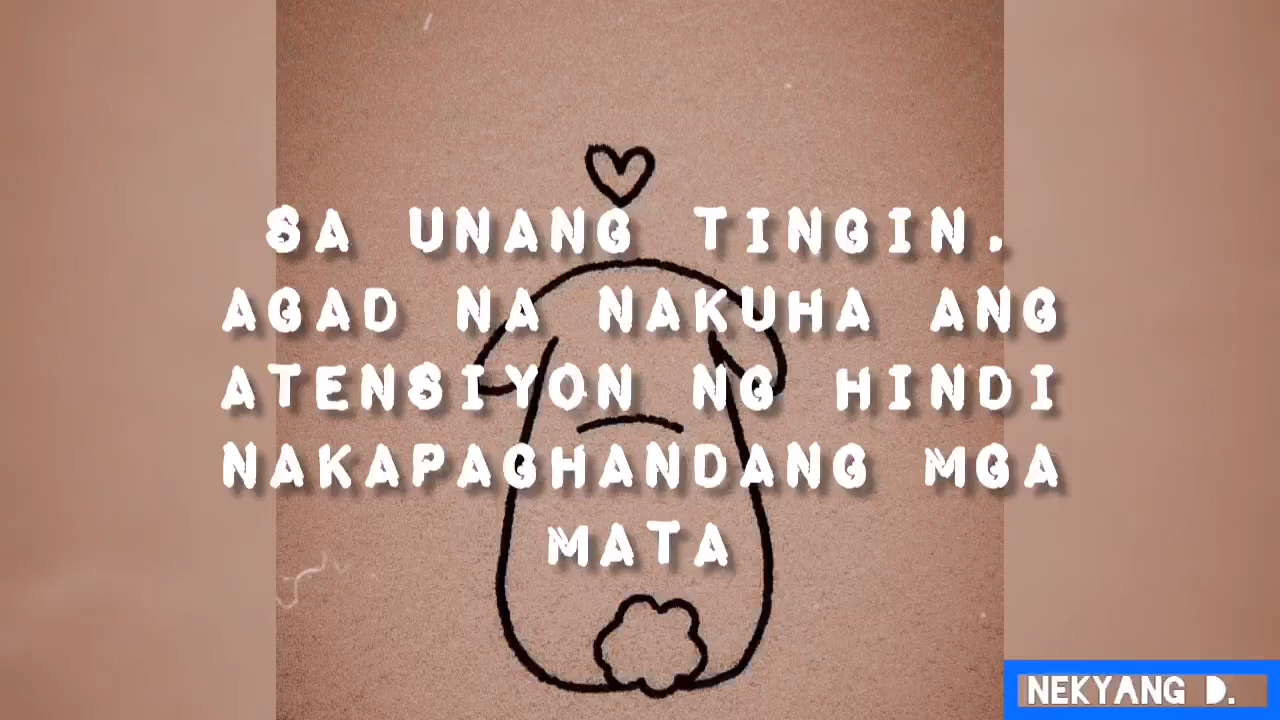 SA UNANG TINGIN.
AGAD NA NAKUHA ANG
ATENSIYON NG HINDI
NAKAPAGHANDANG MGA
MATA
NEKYANG D.